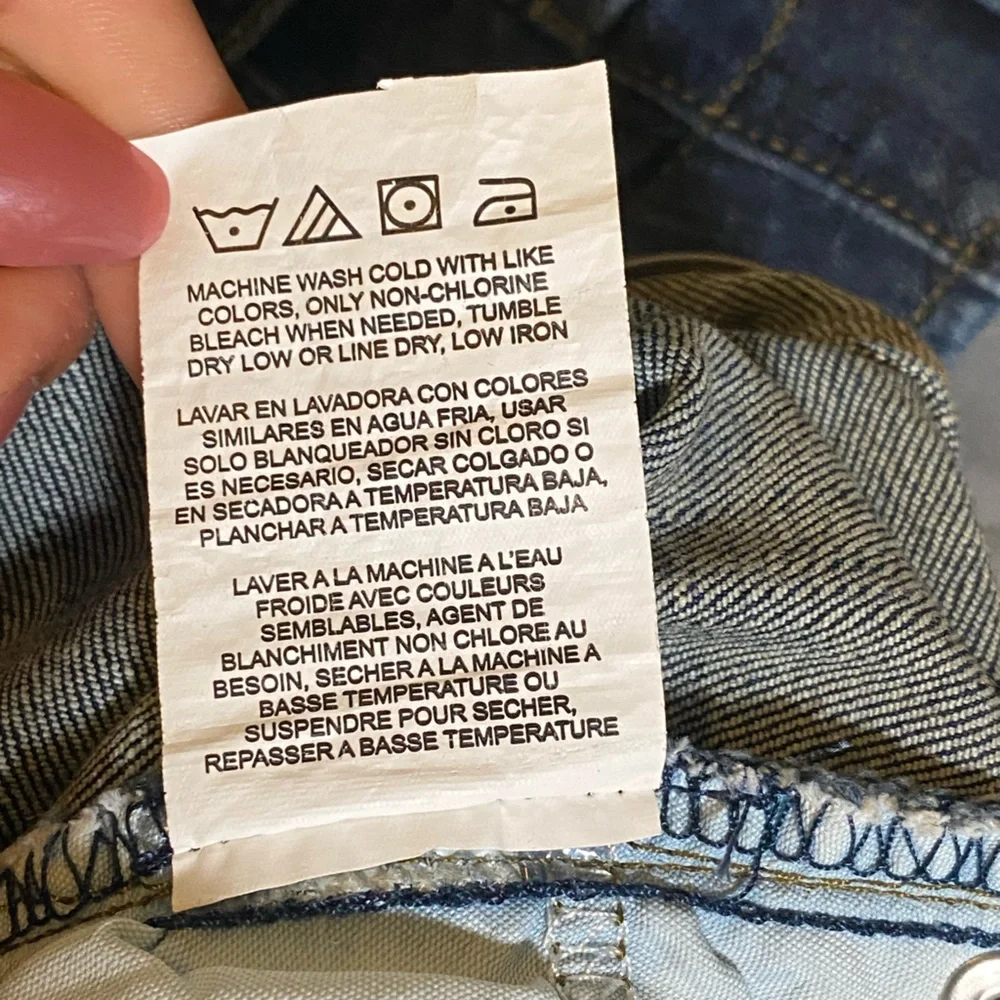 MACHINE WASH COLD WITH LIKE
COLORS, ONLY NON-CHLORINE
BLEACH WHEN NEEDED, TUMBLE
DRY LOW OR LINE DRY, LOW IRON
LAVAR EN LAVADORA CON COLORES
SIMILARES EN AGUA FRIA, USAR
SOLO BLANQUEADOR SIN CLORO SI
ES NECESARIO, SECAR COLGADO O
EN SECADORA A TEMPERATURA BAJA,
PLANCHAR A TEMPERATURA BAJA
LAVER A LA MACHINE A L'EAU
FROIDE AVEC COULEURS
SEMBLABLES, AGENT DE
BLANCHIMENT NON CHLORE AU
BESOIN, SECHER A LA MACHINE A
BASSE TEMPERATURE OU
SUSPENDRE POUR SECHER,
REPASSER A BASSE TEMPERATURE